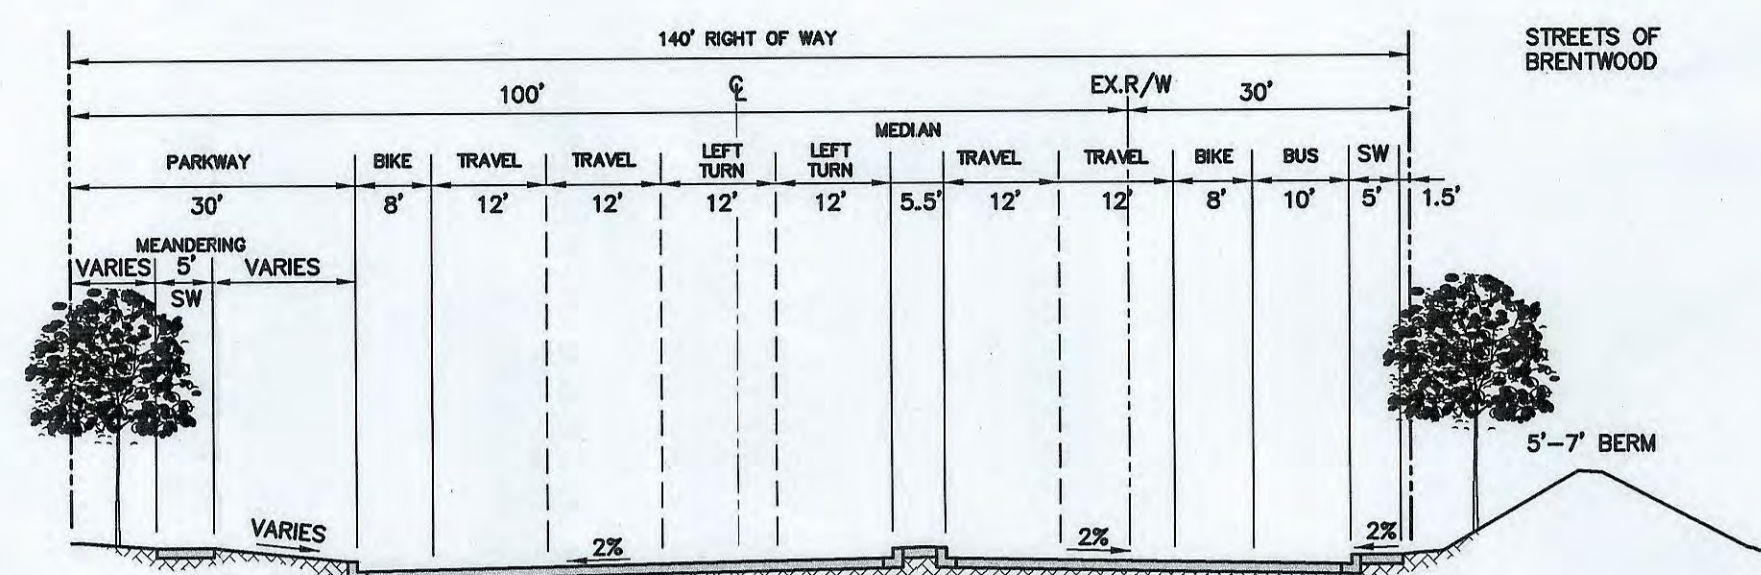 140' RIGHT OF WAY
STREETS OF
BRENTWOOD
100'
℄
EX.R/W
30'
MEDIAN
PARKWAY
BIKE
TRAVEL
TRAVEL
LEFT
TURN
LEFT
TURN
TRAVEL
TRAVEL
BIKE
BUS
SW
30'
8'
12'
12'
12'
12'
5.5'
12'
12'
8'
10'
5'
1.5'
MEANDERING
VARIES
5'
VARIES
SW
5'-7' BERM
VARIES
2%
2%
2%